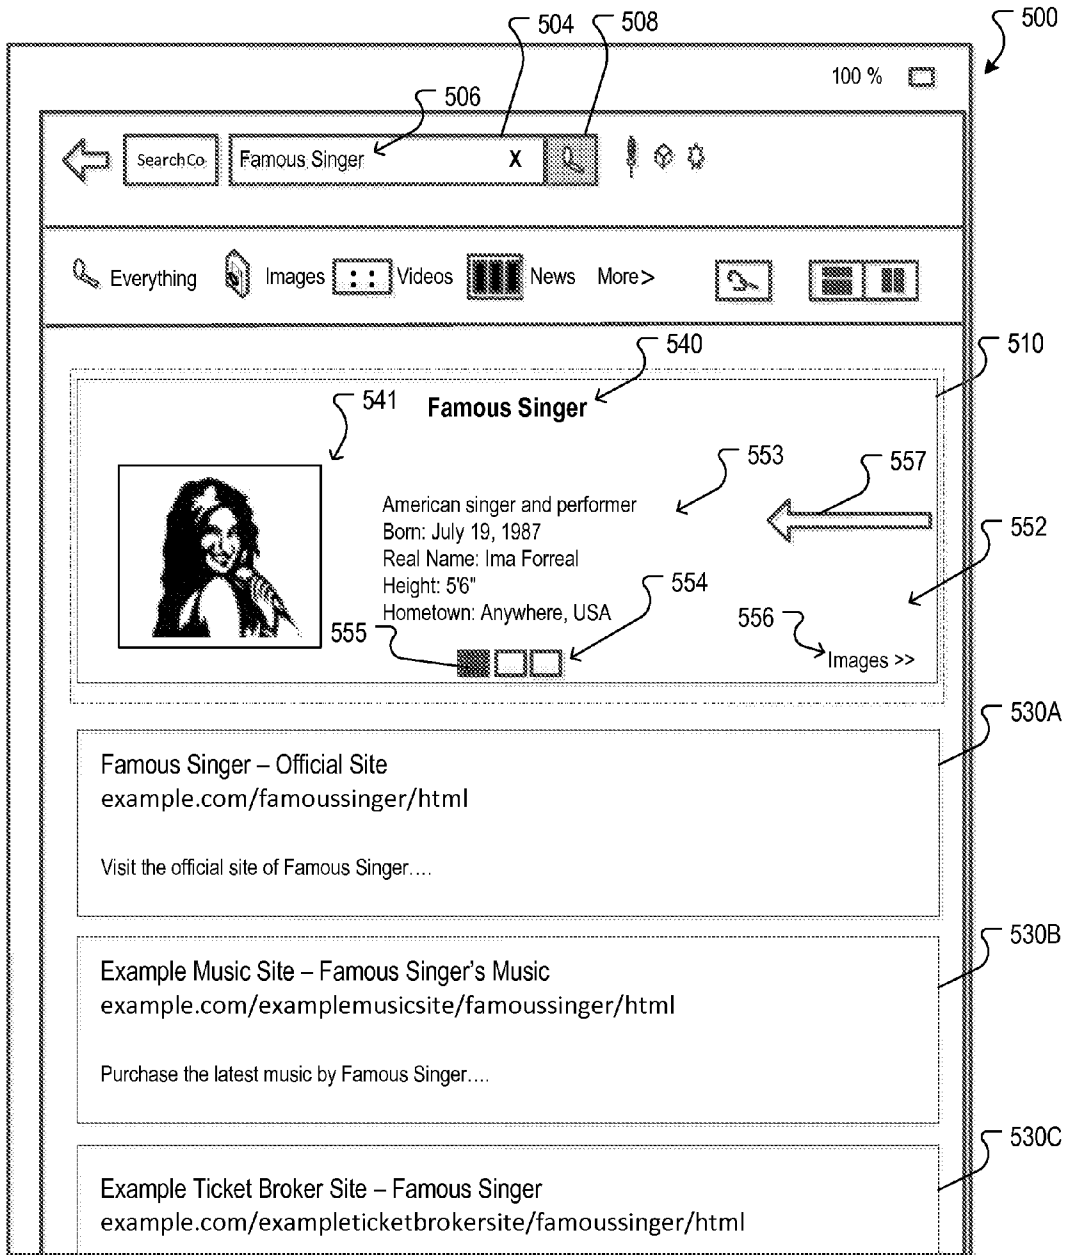 504
508
500
100 %
506
SearchCo
Famous Singer
X
Everything
Images
Videos
News
More>
540
510
541
Famous Singer
553
557
American singer and performer
Born: July 19, 1987
Real Name: Ima Forreal
Height: 5'6"
Hometown: Anywhere, USA
552
554
556
555
Images >>
530A
Famous Singer – Official Site
example.com/famoussinger/html
Visit the official site of Famous Singer....
530B
Example Music Site – Famous Singer's Music
example.com/examplemusicsite/famoussinger/html
Purchase the latest music by Famous Singer....
530C
Example Ticket Broker Site – Famous Singer
example.com/exampleticketbrokersite/famoussinger/html